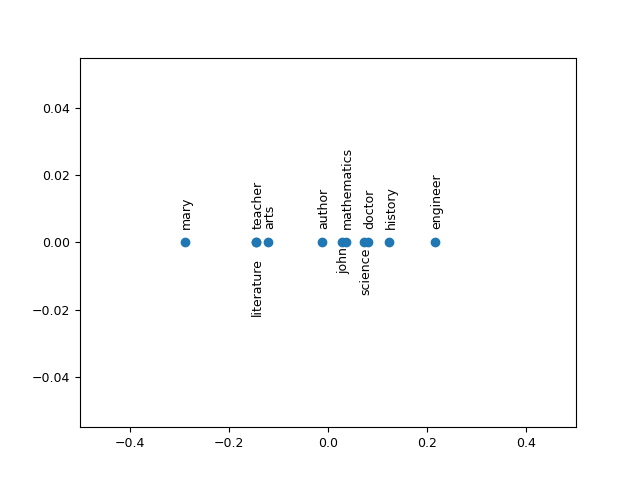 0.04
0.02
0.00
−0.02
−0.04
mary
teacher
arts
author
mathematics
doctor
history
engineer
literature
john
science
−0.4
−0.2
0.0
0.2
0.4